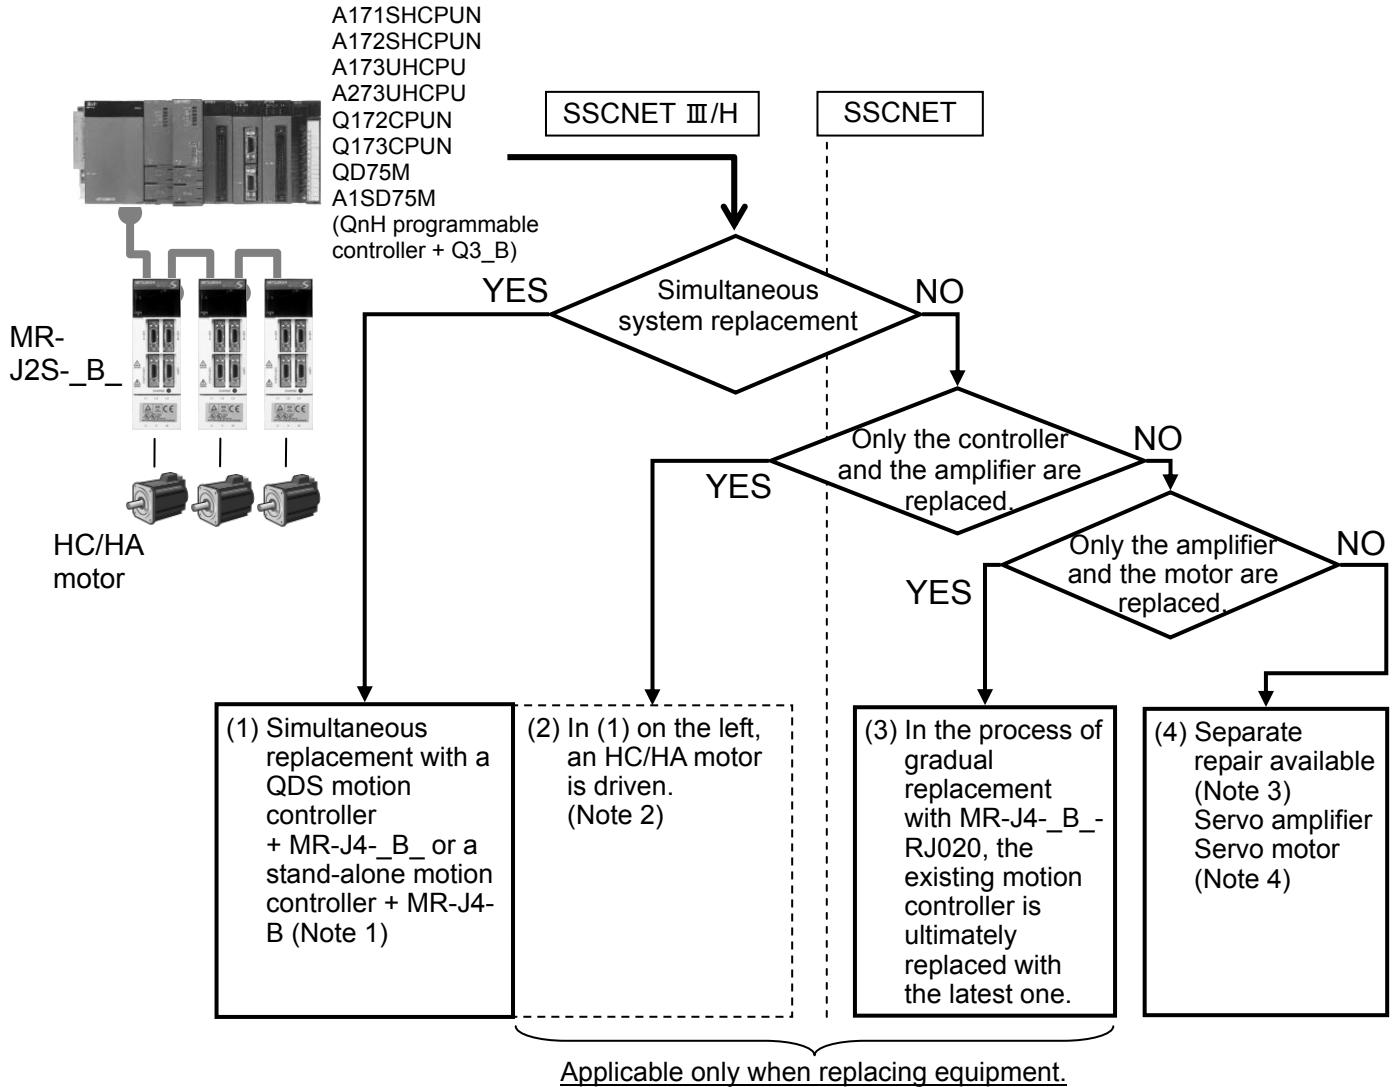 A171SHCPUN
A172SHCPUN
A173UHCPU
A273UHCPU
Q172CPUN
Q173CPUN
QD75M
A1SD75M
(QnH programmable
controller + Q3_B)
SSCNET Ⅲ/H
SSCNET
MR-
J2S-_B_
HC/HA
motor
YES
Simultaneous
system replacement
NO
YES
Only the controller
and the amplifier are
replaced.
NO
YES
Only the amplifier
and the motor are
replaced.
NO
(1) Simultaneous
replacement with a
QDS motion
controller
+ MR-J4-_B_ or a
stand-alone motion
controller + MR-J4-
B (Note 1)
(2) In (1) on the left,
an HC/HA motor
is driven.
(Note 2)
(3) In the process of
gradual
replacement
with MR-J4-_B_-
RJ020, the
existing motion
controller is
ultimately
replaced with
the latest one.
(4) Separate
repair available
(Note 3)
Servo amplifier
Servo motor
(Note 4)
Applicable only when replacing equipment.